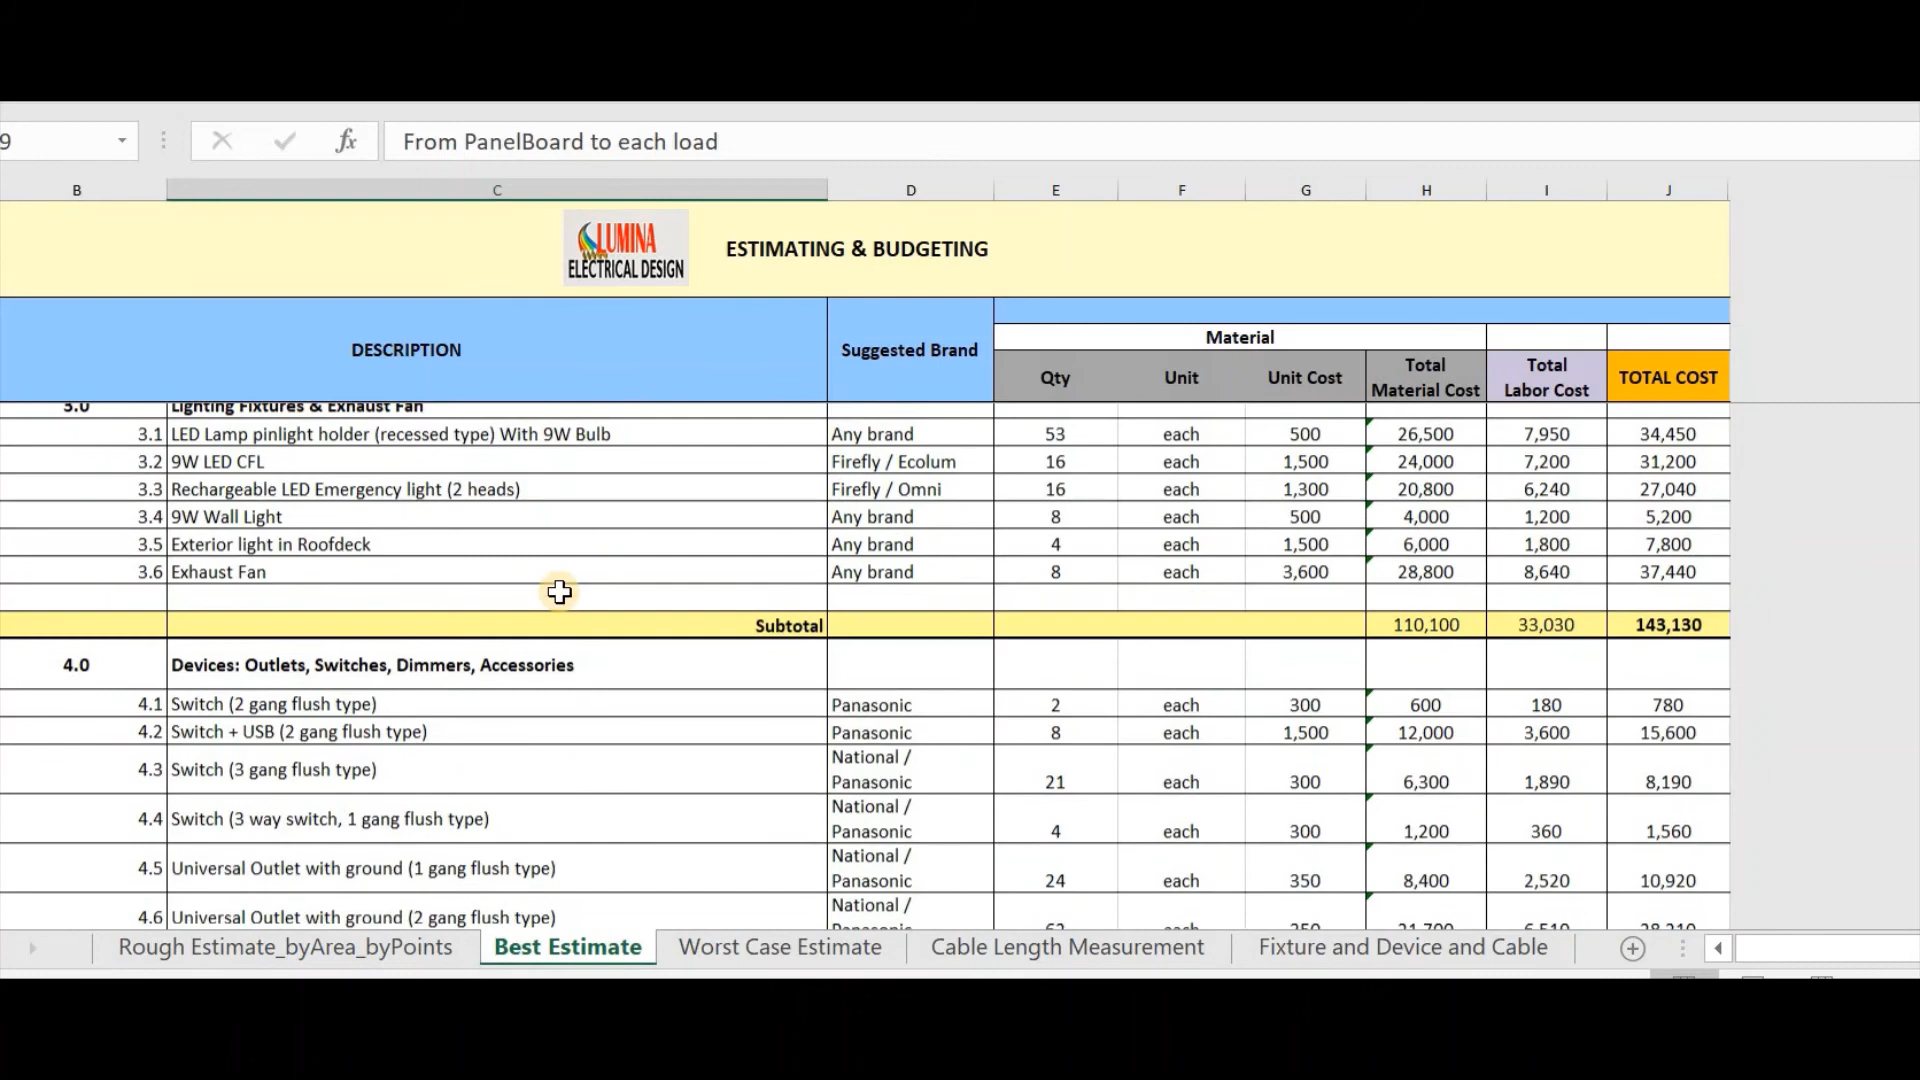 9 fx From PanelBoard to each load
B C D E F G H I J
LUMINA
ELECTRICAL DESIGN
ESTIMATING & BUDGETING
DESCRIPTION Suggested Brand Material
Qty Unit Unit Cost Total Material Cost Total Labor Cost TOTAL COST
3.0 Lighting Fixtures & Exhaust Fan
3.1 LED Lamp pinlight holder (recessed type) With 9W Bulb Any brand 53 each 500 26,500 7,950 34,450
3.2 9W LED CFL Firefly / Ecolum 16 each 1,500 24,000 7,200 31,200
3.3 Rechargeable LED Emergency light (2 heads) Firefly / Omni 16 each 1,300 20,800 6,240 27,040
3.4 9W Wall Light Any brand 8 each 500 4,000 1,200 5,200
3.5 Exterior light in Roofdeck Any brand 4 each 1,500 6,000 1,800 7,800
3.6 Exhaust Fan Any brand 8 each 3,600 28,800 8,640 37,440
Subtotal 110,100 33,030 143,130
4.0 Devices: Outlets, Switches, Dimmers, Accessories
4.1 Switch (2 gang flush type) Panasonic 2 each 300 600 180 780
4.2 Switch + USB (2 gang flush type) Panasonic 8 each 1,500 12,000 3,600 15,600
4.3 Switch (3 gang flush type) National / Panasonic 21 each 300 6,300 1,890 8,190
4.4 Switch (3 way switch, 1 gang flush type) National / Panasonic 4 each 300 1,200 360 1,560
4.5 Universal Outlet with ground (1 gang flush type) National / Panasonic 24 each 350 8,400 2,520 10,920
4.6 Universal Outlet with ground (2 gang flush type) National /
Rough Estimate_byArea_byPoints Best Estimate Worst Case Estimate Cable Length Measurement Fixture and Device and Cable